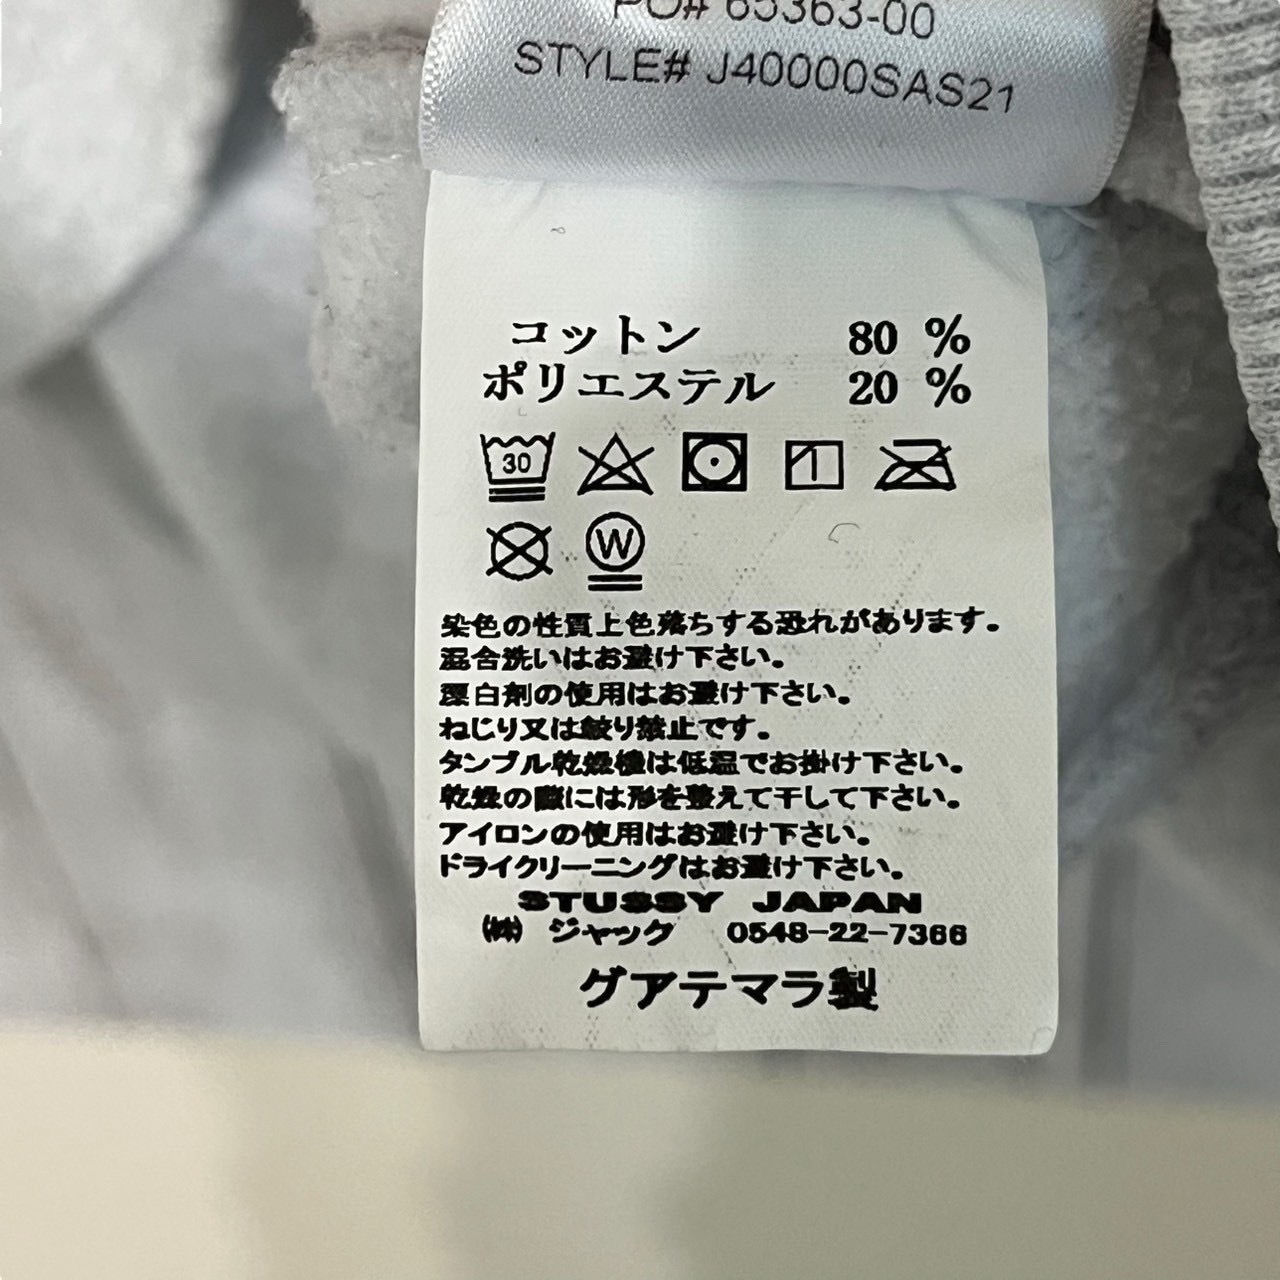 PO# 65363-00
STYLE# J40000SAS21
コットン 80 %
ポリエステル 20 %
30
W
染色の性質上色落ちする恐れがあります。
混合洗いはお避け下さい。
漂白剤の使用はお避け下さい。
ねじり又は絞り禁止です。
タンブル乾燥機は低温でお掛け下さい。
乾燥の際には形を整えて干して下さい。
アイロンの使用はお避け下さい。
ドライクリーニングはお避け下さい。
STUSSY JAPAN
㈱ ジャック 0548-22-7366
グアテマラ製